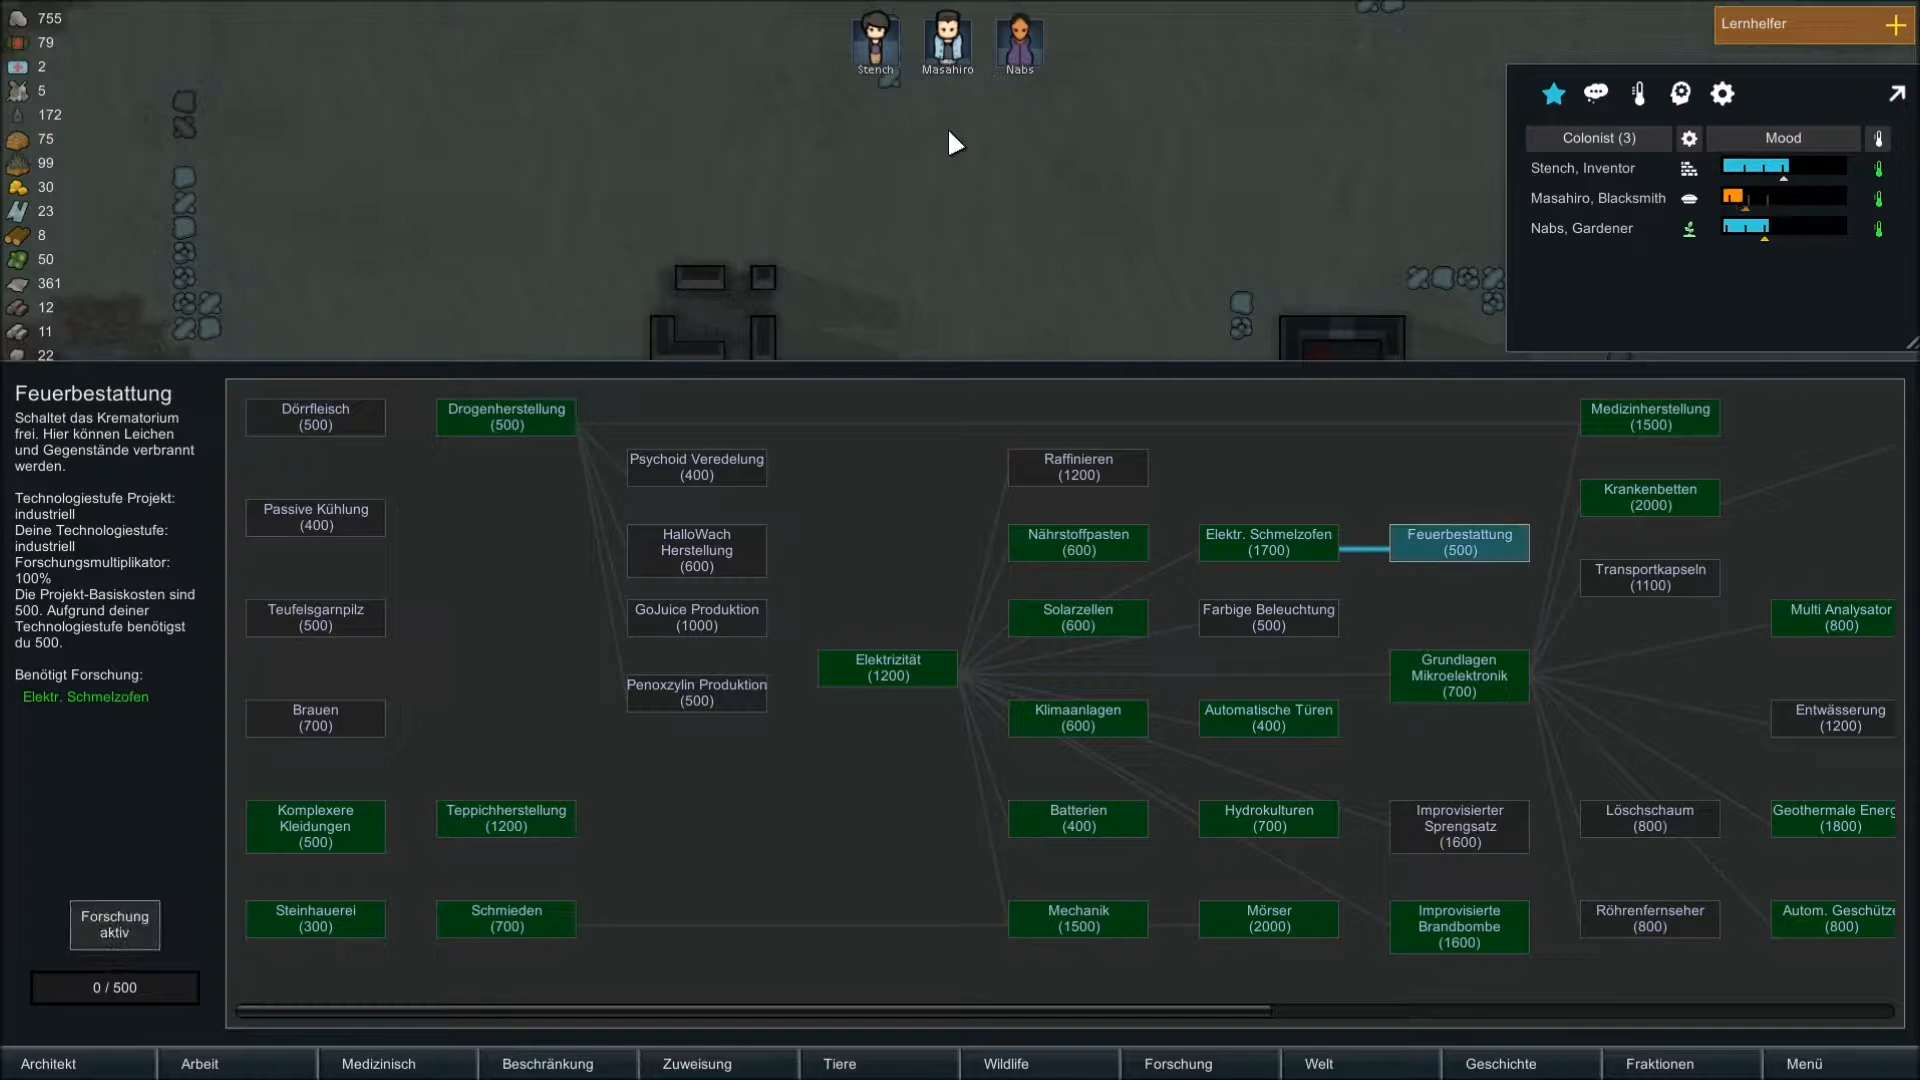 755
79
2
5
172
75
99
30
23
8
50
361
12
11
22
Stench
Masahiro
Nabs
Lernhelfer
Colonist (3)
Mood
Stench, Inventor
Masahiro, Blacksmith
Nabs, Gardener
Feuerbestattung
Schaltet das Krematorium
frei. Hier können Leichen
und Gegenstände verbrannt
werden.
Technologiestufe Projekt:
industriell
Deine Technologiestufe:
industriell
Forschungsmultiplikator:
100%
Die Projekt-Basiskosten sind
500. Aufgrund deiner
Technologiestufe benötigst
du 500.
Benötigt Forschung:
Elektr. Schmelzofen
Forschung
aktiv
0 / 500
Dörrfleisch
(500)
Passive Kühlung
(400)
Teufelsgarnpilz
(500)
Brauen
(700)
Komplexere
Kleidungen
(500)
Steinhauerei
(300)
Drogenherstellung
(500)
Teppichherstellung
(1200)
Schmieden
(700)
Psychoid Veredelung
(400)
HalloWach
Herstellung
(600)
GoJuice Produktion
(1000)
Penoxzylin Produktion
(500)
Elektrizität
(1200)
Raffinieren
(1200)
Nährstoffpasten
(600)
Solarzellen
(600)
Klimaanlagen
(600)
Batterien
(400)
Mechanik
(1500)
Elektr. Schmelzofen
(1700)
Farbige Beleuchtung
(500)
Automatische Türen
(400)
Hydrokulturen
(700)
Mörser
(2000)
Feuerbestattung
(500)
Grundlagen
Mikroelektronik
(700)
Improvisierter
Sprengsatz
(1600)
Improvisierte
Brandbombe
(1600)
Medizinherstellung
(1500)
Krankenbetten
(2000)
Transportkapseln
(1100)
Löschschaum
(800)
Röhrenfernseher
(800)
Multi Analysator
(800)
Entwässerung
(1200)
Geothermale Energ
(1800)
Autom. Geschütze
(800)
Architekt
Arbeit
Medizinisch
Beschränkung
Zuweisung
Tiere
Wildlife
Forschung
Welt
Geschichte
Fraktionen
Menü